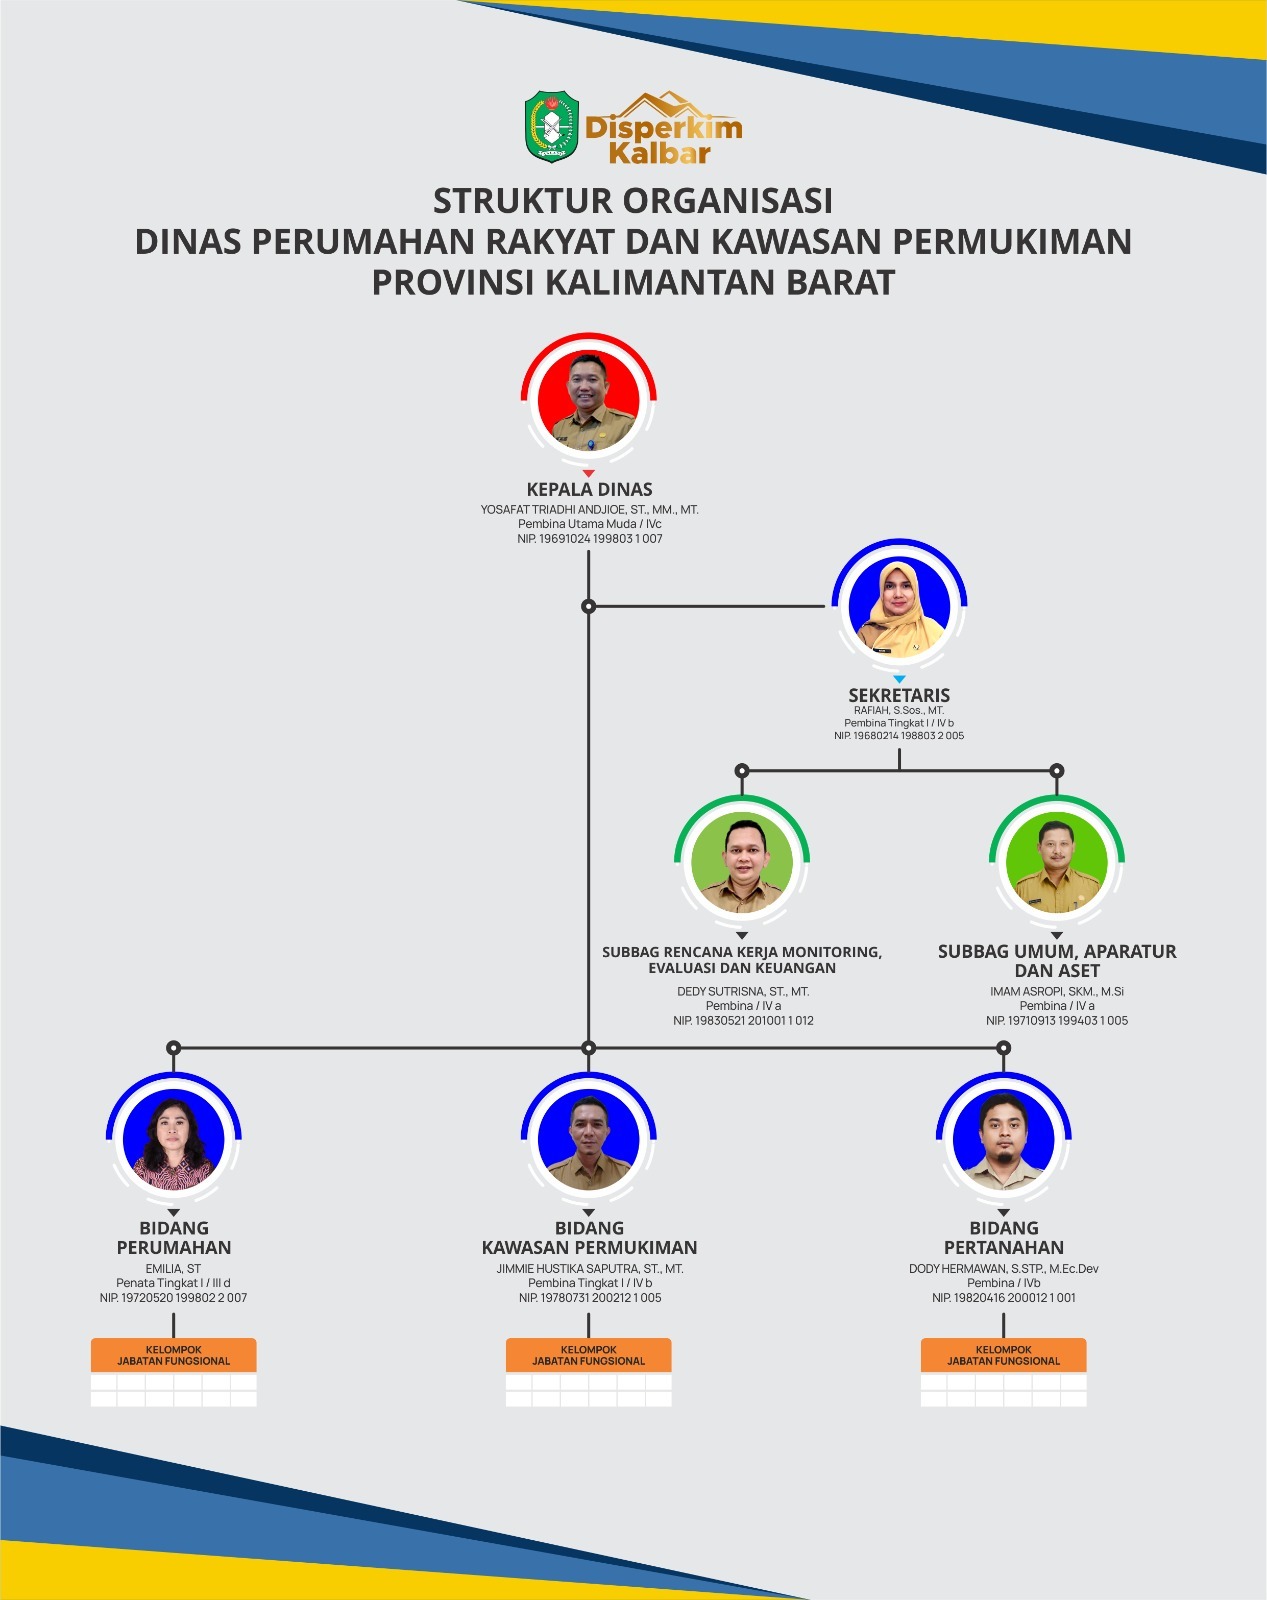 Disperkim
Kalbar
STRUKTUR ORGANISASI
DINAS PERUMAHAN RAKYAT DAN KAWASAN PERMUKIMAN
PROVINSI KALIMANTAN BARAT
KEPALA DINAS
YOSAFAT TRIADHI ANDJIOE, ST., MM., MT.
Pembina Utama Muda / IVc
NIP. 19691024 199803 1 007
SEKRETARIS
RAFIAH, S.Sos., MT.
Pembina Tingkat I / IV b
NIP. 19680214 198803 2 005
SUBBAG RENCANA KERJA MONITORING,
EVALUASI DAN KEUANGAN
DEDY SUTRISNA, ST., MT.
Pembina / IV a
NIP. 19830521 201001 1 012
SUBBAG UMUM, APARATUR
DAN ASET
IMAM ASROPI, SKM., M.Si
Pembina / IV a
NIP. 19710913 199403 1 005
BIDANG
PERUMAHAN
EMILIA, ST
Penata Tingkat I / III d
NIP. 19720520 199802 2 007
KELOMPOK
JABATAN FUNGSIONAL
BIDANG
KAWASAN PERMUKIMAN
JIMMIE HUSTIKA SAPUTRA, ST., MT.
Pembina Tingkat I / IV b
NIP. 19780731 200212 1 005
KELOMPOK
JABATAN FUNGSIONAL
BIDANG
PERTANAHAN
DODY HERMAWAN, S.STP., M.Ec.Dev
Pembina / IVb
NIP. 19820416 200012 1 001
KELOMPOK
JABATAN FUNGSIONAL